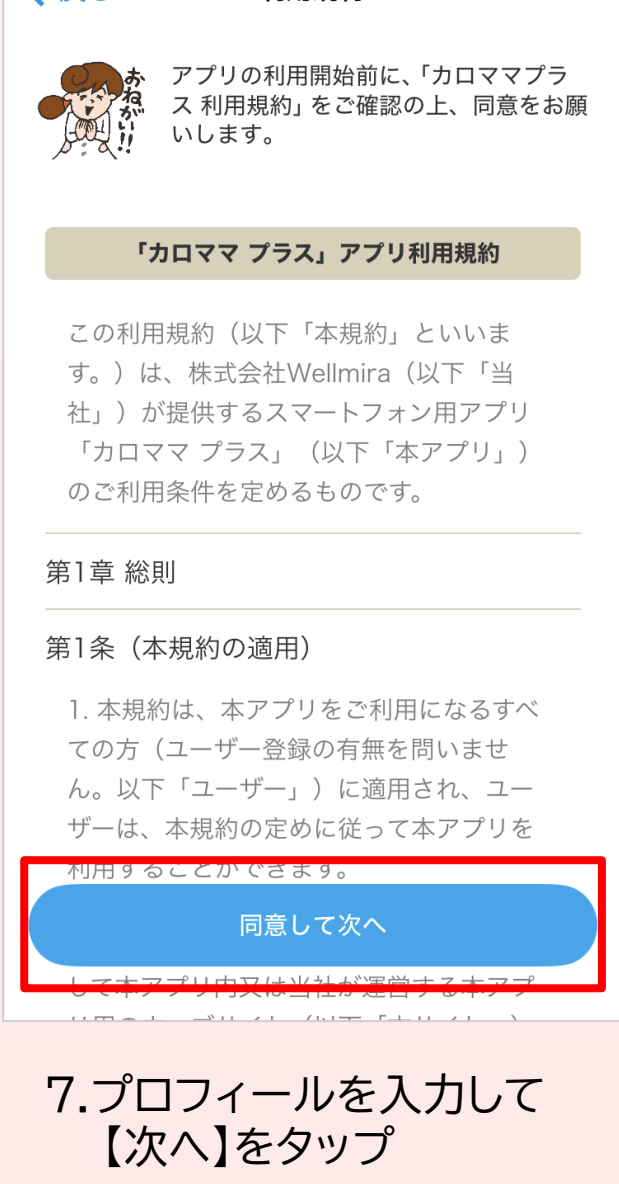 おねがい!!
アプリの利用開始前に、「カロママプラ
ス 利用規約」をご確認の上、同意をお願
いします。
「カロママ プラス」アプリ利用規約
この利用規約（以下「本規約」といいま
す。）は、株式会社Wellmira（以下「当
社」）が提供するスマートフォン用アプリ
「カロママ プラス」（以下「本アプリ」）
のご利用条件を定めるものです。
第1章 総則
第1条（本規約の適用）
1. 本規約は、本アプリをご利用になるすべ
ての方（ユーザー登録の有無を問いませ
ん。以下「ユーザー」）に適用され、ユー
ザーは、本規約の定めに従って本アプリを
利用することができます。
同意して次へ
して本アプリ内又は当社が運営する本アプ
7.プロフィールを入力して
【次へ】をタップ